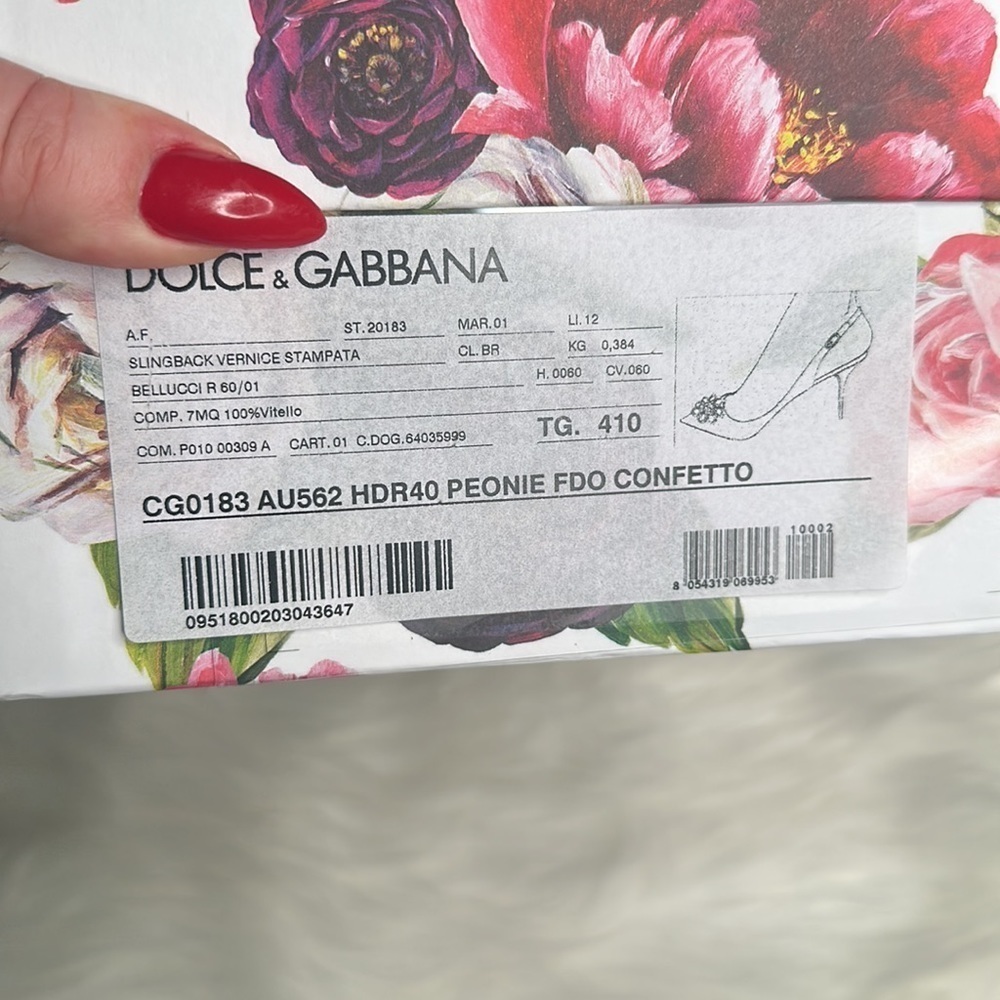 DOLCE & GABBANA
A.F. ST. 20183 MAR. 01 LI. 12
SLINGBACK VERNICE STAMPATA CL. BR KG 0,384
BELLUCCI R 60/01 H. 0060 CV.060
COMP. 7MQ 100%Vitello
COM. P010 00309 A CART. 01 C.DOG.64035999 TG. 410
CG0183 AU562 HDR40 PEONIE FDO CONFETTO
10002
8 054319 069953
0951800203043647